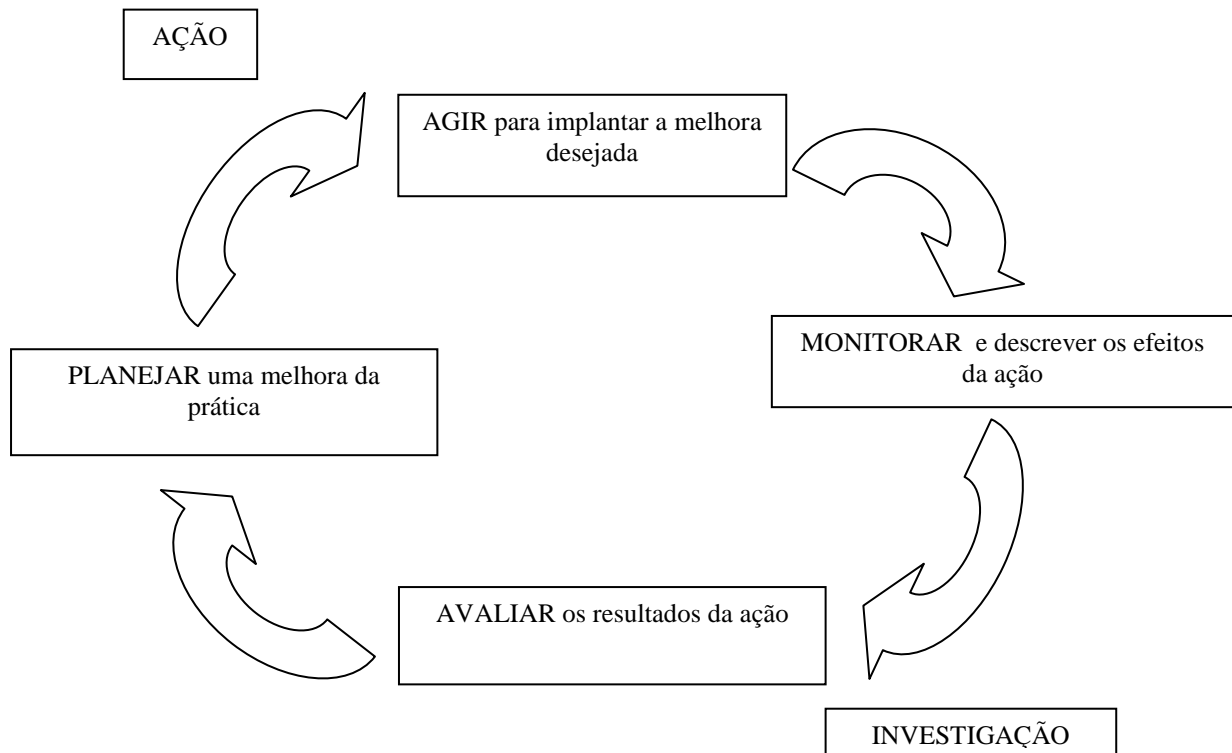 AÇÃO
AGIR para implantar a melhora
desejada
MONITORAR e descrever os efeitos
da ação
PLANEJAR uma melhora da
prática
AVALIAR os resultados da ação
INVESTIGAÇÃO